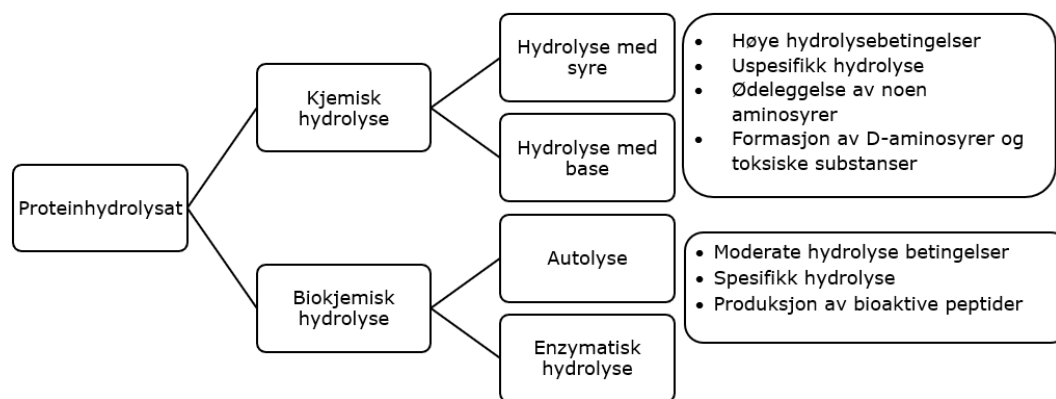 Proteinhydrolysat
Kjemisk
hydrolyse
Hydrolyse med
syre
Hydrolyse med
base
• Høye hydrolysebetingelser
• Uspesifikk hydrolyse
• Ødeleggelse av noen
aminosyrer
• Formasjon av D-aminosyrer og
toksiske substanser
Biokjemisk
hydrolyse
Autolyse
Enzymatisk
hydrolyse
• Moderate hydrolyse betingelser
• Spesifikk hydrolyse
• Produksjon av bioaktive peptider